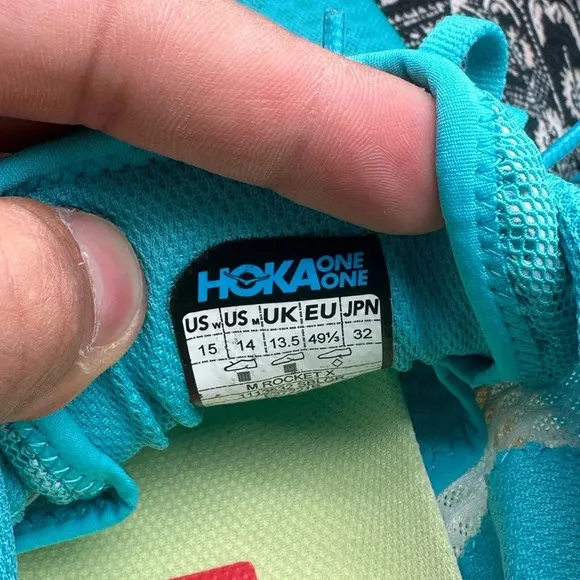 HOKA ONE ONE
US W US M UK EU JPN
15 14 13.5 49⅓ 32
M ROCKET X